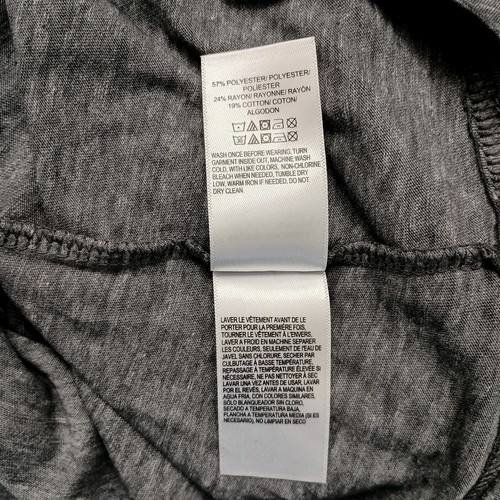 57% POLYESTER/ POLYESTER/
POLIESTER
24% RAYON/ RAYONNE/ RAYÓN
19% COTTON/ COTON/
ALGODON
WASH ONCE BEFORE WEARING, TURN
GARMENT INSIDE OUT, MACHINE WASH
COLD, WITH LIKE COLORS, NON-CHLORINE
BLEACH WHEN NEEDED, TUMBLE DRY
LOW, WARM IRON IF NEEDED, DO NOT
DRY CLEAN.
LAVER LE VÊTEMENT AVANT DE LE
PORTER POUR LA PREMIÈRE FOIS,
TOURNER LE VÊTEMENT À L'ENVERS,
LAVER A FROID EN MACHINE SEPARER
LES COULEURS, SEULEMENT DE l'EAU DE
JAVEL SANS CHLORURE, SÉCHER PAR
CULBUTAGE À BASSE TEMPÉRATURE,
REPASSAGE À TEMPÉRATURE ÉLEVÉE SI
NÉCESSAIRE, NE PAS NETTOYER À SEC
LAVAR UNA VEZ ANTES DE USAR, LAVAR
POR EL REVÉS, LAVAR A MAQUINA EN
AGUA FRIA, CON COLORES SIMILARES,
SÓLO BLANQUEADOR SIN CLORO,
SECADO A TEMPERATURA BAJA,
PLANCHA A TEMPERATURA MEDIA (SI ES
NECESARIO), NO LIMPIAR EN SECO